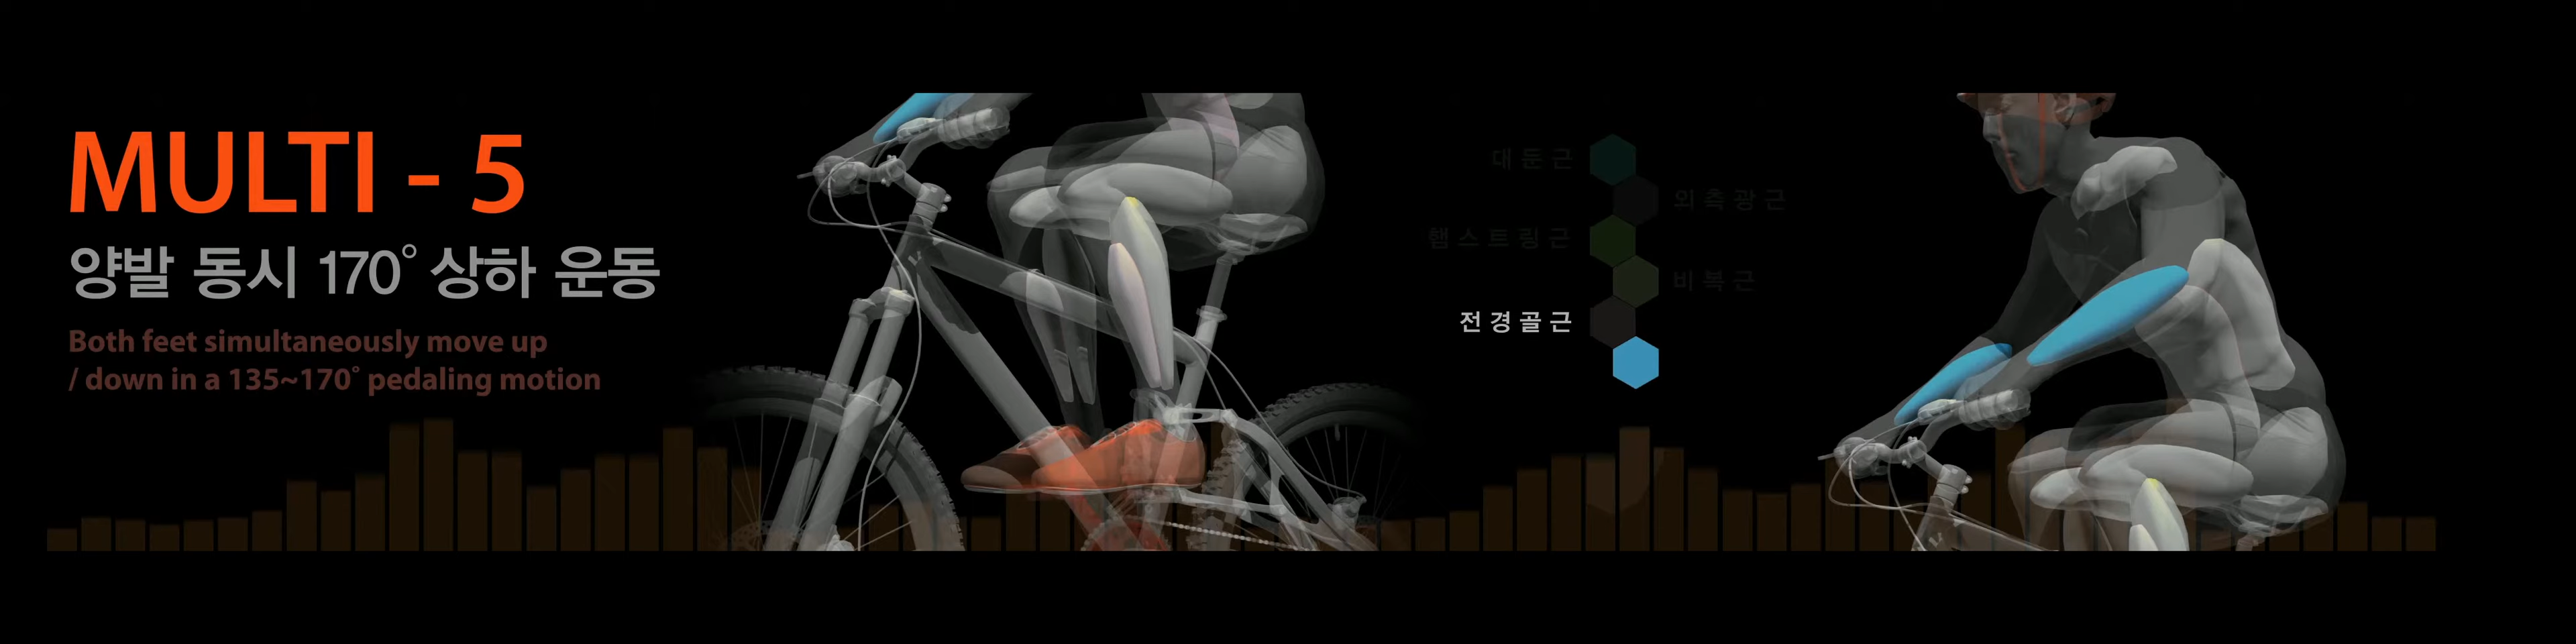 MULTI - 5
양발 동시 170° 상하 운동
Both feet simultaneously move up
/ down in a 135~170° pedaling motion
대둔근
외측광근
햄스트링근
비복근
전경골근